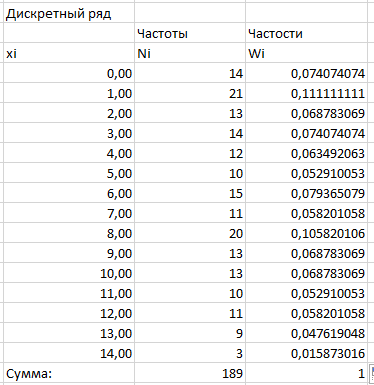 Дискретный ряд
Частоты Частости
xi Ni Wi
0,00 14 0,074074074
1,00 21 0,111111111
2,00 13 0,068783069
3,00 14 0,074074074
4,00 12 0,063492063
5,00 10 0,052910053
6,00 15 0,079365079
7,00 11 0,058201058
8,00 20 0,105820106
9,00 13 0,068783069
10,00 13 0,068783069
11,00 10 0,052910053
12,00 11 0,058201058
13,00 9 0,047619048
14,00 3 0,015873016
Сумма: 189 1